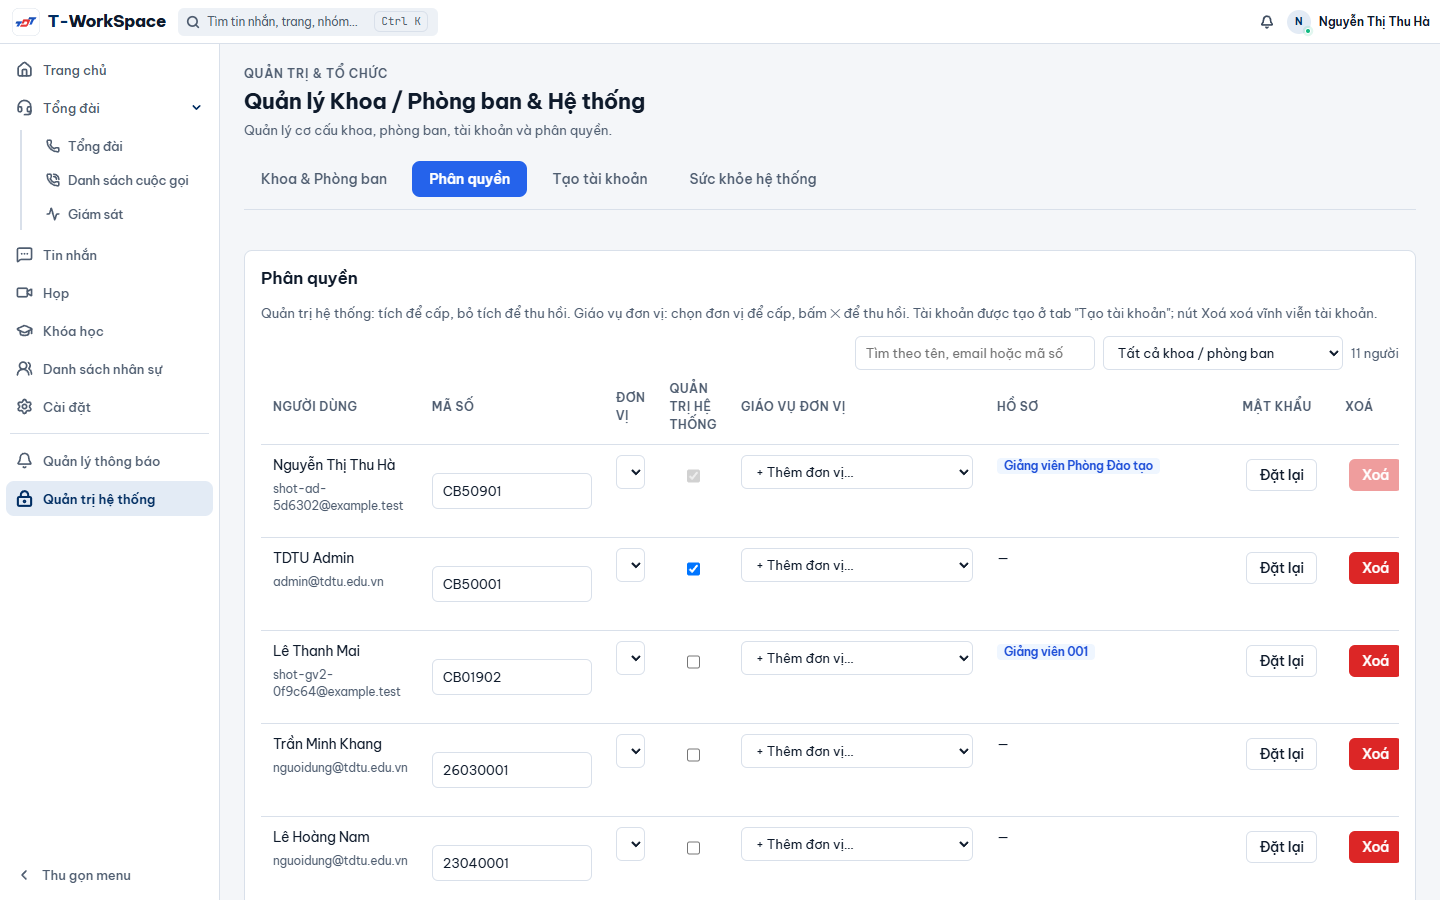 TDT T-WorkSpace
Tìm tin nhắn, trang, nhóm... Ctrl K
N Nguyễn Thị Thu Hà
Trang chủ
Tổng đài
Tổng đài
Danh sách cuộc gọi
Giám sát
Tin nhắn
Họp
Khóa học
Danh sách nhân sự
Cài đặt
Quản lý thông báo
Quản trị hệ thống
Thu gọn menu
QUẢN TRỊ & TỔ CHỨC
Quản lý Khoa / Phòng ban & Hệ thống
Quản lý cơ cấu khoa, phòng ban, tài khoản và phân quyền.
Khoa & Phòng ban Phân quyền Tạo tài khoản Sức khỏe hệ thống
Phân quyền
Quản trị hệ thống: tích để cấp, bỏ tích để thu hồi. Giáo vụ đơn vị: chọn đơn vị để cấp, bấm × để thu hồi. Tài khoản được tạo ở tab "Tạo tài khoản"; nút Xoá xoá vĩnh viễn tài khoản.
Tìm theo tên, email hoặc mã số Tất cả khoa / phòng ban 11 người
NGƯỜI DÙNG MÃ SỐ ĐƠN VỊ QUẢN TRỊ HỆ THỐNG GIÁO VỤ ĐƠN VỊ HỒ SƠ MẬT KHẨU XOÁ
Nguyễn Thị Thu Hà
shot-ad-
5d6302@example.test
CB50901 + Thêm đơn vị... Giảng viên Phòng Đào tạo Đặt lại Xoá
TDTU Admin
admin@tdtu.edu.vn
CB50001 + Thêm đơn vị... — Đặt lại Xoá
Lê Thanh Mai
shot-gv2-
0f9c64@example.test
CB01902 + Thêm đơn vị... Giảng viên 001 Đặt lại Xoá
Trần Minh Khang
nguoidung@tdtu.edu.vn
26030001 + Thêm đơn vị... — Đặt lại Xoá
Lê Hoàng Nam
nguoidung@tdtu.edu.vn
23040001 + Thêm đơn vị... — Đặt lại Xoá